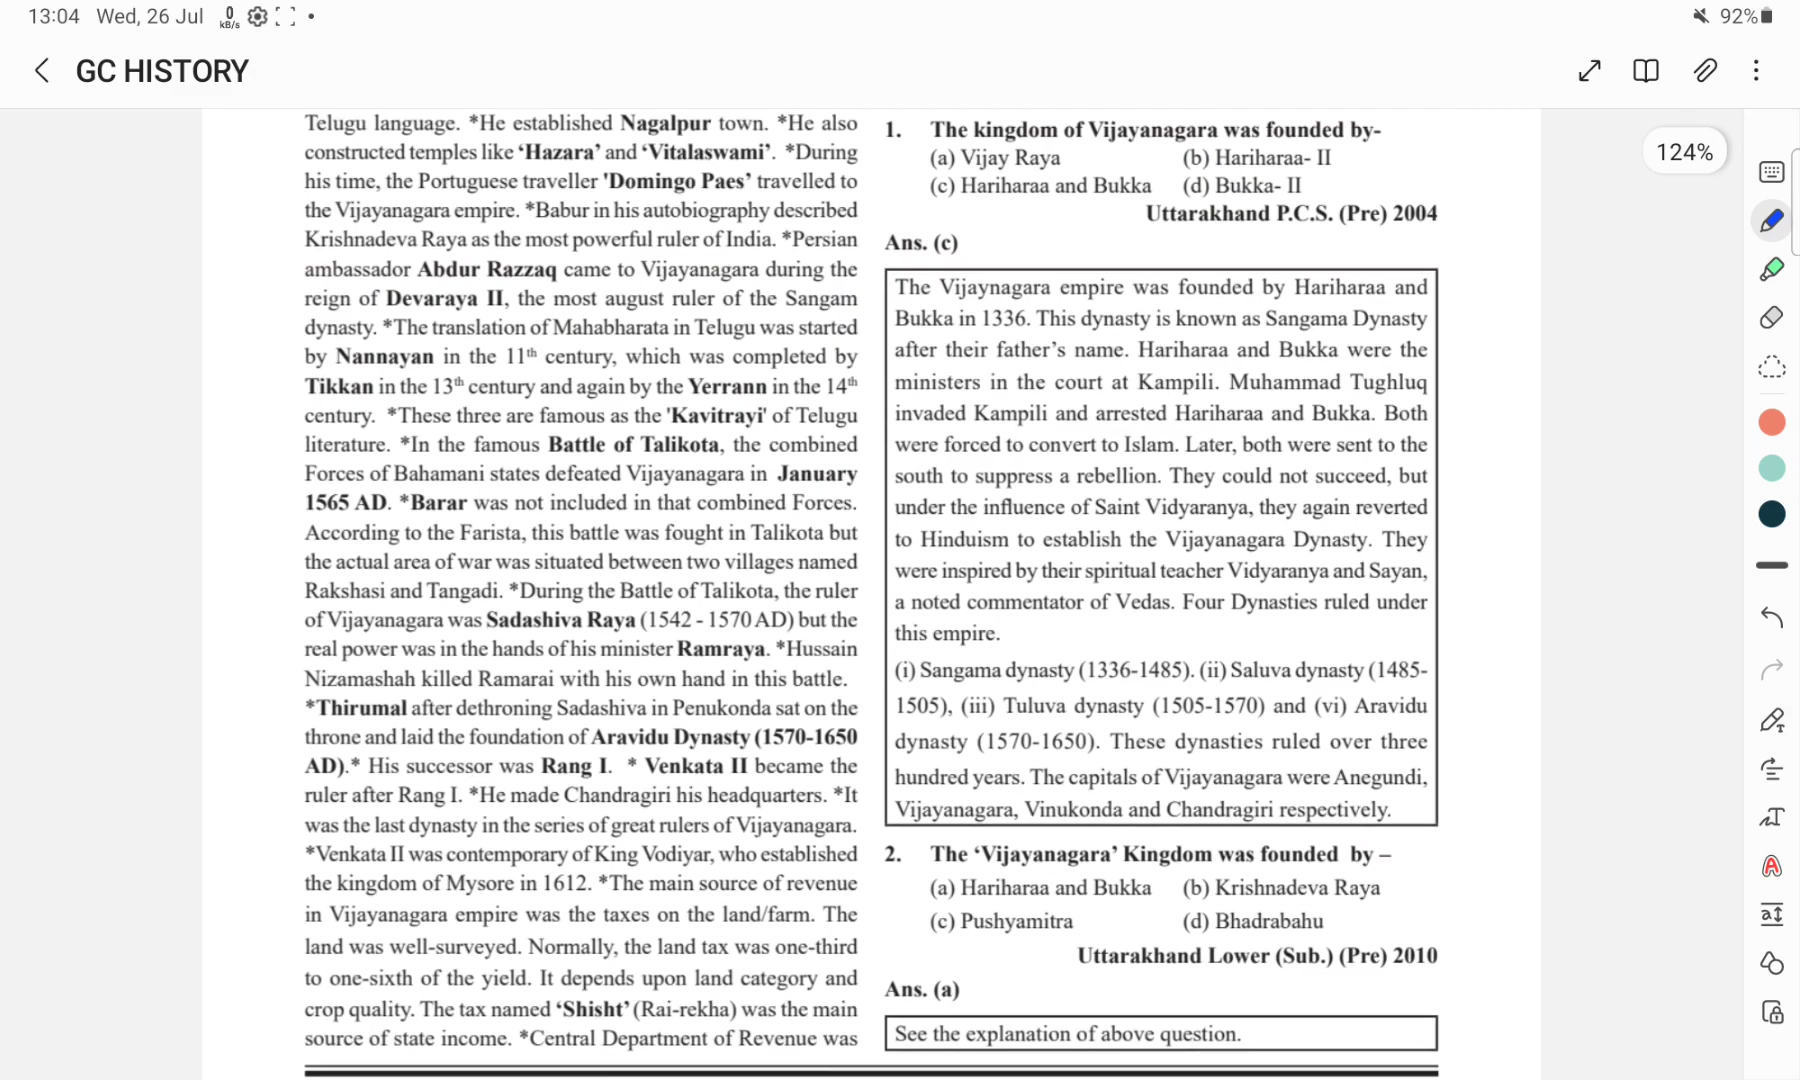 13:04 Wed, 26 Jul 0 kB/s 92%
GC HISTORY
124%
Telugu language. *He established Nagalpur town. *He also
constructed temples like ‘Hazara’ and ‘Vitalaswami’. *During
his time, the Portuguese traveller 'Domingo Paes’ travelled to
the Vijayanagara empire. *Babur in his autobiography described
Krishnadeva Raya as the most powerful ruler of India. *Persian
ambassador Abdur Razzaq came to Vijayanagara during the
reign of Devaraya II, the most august ruler of the Sangam
dynasty. *The translation of Mahabharata in Telugu was started
by Nannayan in the 11th century, which was completed by
Tikkan in the 13th century and again by the Yerrann in the 14th
century. *These three are famous as the 'Kavitrayi' of Telugu
literature. *In the famous Battle of Talikota, the combined
Forces of Bahamani states defeated Vijayanagara in January
1565 AD. *Barar was not included in that combined Forces.
According to the Farista, this battle was fought in Talikota but
the actual area of war was situated between two villages named
Rakshasi and Tangadi. *During the Battle of Talikota, the ruler
of Vijayanagara was Sadashiva Raya (1542 - 1570 AD) but the
real power was in the hands of his minister Ramraya. *Hussain
Nizamashah killed Ramarai with his own hand in this battle.
*Thirumal after dethroning Sadashiva in Penukonda sat on the
throne and laid the foundation of Aravidu Dynasty (1570-1650
AD).* His successor was Rang I. * Venkata II became the
ruler after Rang I. *He made Chandragiri his headquarters. *It
was the last dynasty in the series of great rulers of Vijayanagara.
*Venkata II was contemporary of King Vodiyar, who established
the kingdom of Mysore in 1612. *The main source of revenue
in Vijayanagara empire was the taxes on the land/farm. The
land was well-surveyed. Normally, the land tax was one-third
to one-sixth of the yield. It depends upon land category and
crop quality. The tax named ‘Shisht’ (Rai-rekha) was the main
source of state income. *Central Department of Revenue was
1. The kingdom of Vijayanagara was founded by-
(a) Vijay Raya (b) Hariharaa- II
(c) Hariharaa and Bukka (d) Bukka- II
Uttarakhand P.C.S. (Pre) 2004
Ans. (c)
The Vijaynagara empire was founded by Hariharaa and
Bukka in 1336. This dynasty is known as Sangama Dynasty
after their father’s name. Hariharaa and Bukka were the
ministers in the court at Kampili. Muhammad Tughluq
invaded Kampili and arrested Hariharaa and Bukka. Both
were forced to convert to Islam. Later, both were sent to the
south to suppress a rebellion. They could not succeed, but
under the influence of Saint Vidyaranya, they again reverted
to Hinduism to establish the Vijayanagara Dynasty. They
were inspired by their spiritual teacher Vidyaranya and Sayan,
a noted commentator of Vedas. Four Dynasties ruled under
this empire.
(i) Sangama dynasty (1336-1485). (ii) Saluva dynasty (1485-
1505), (iii) Tuluva dynasty (1505-1570) and (vi) Aravidu
dynasty (1570-1650). These dynasties ruled over three
hundred years. The capitals of Vijayanagara were Anegundi,
Vijayanagara, Vinukonda and Chandragiri respectively.
2. The ‘Vijayanagara’ Kingdom was founded by –
(a) Hariharaa and Bukka (b) Krishnadeva Raya
(c) Pushyamitra (d) Bhadrabahu
Uttarakhand Lower (Sub.) (Pre) 2010
Ans. (a)
See the explanation of above question.